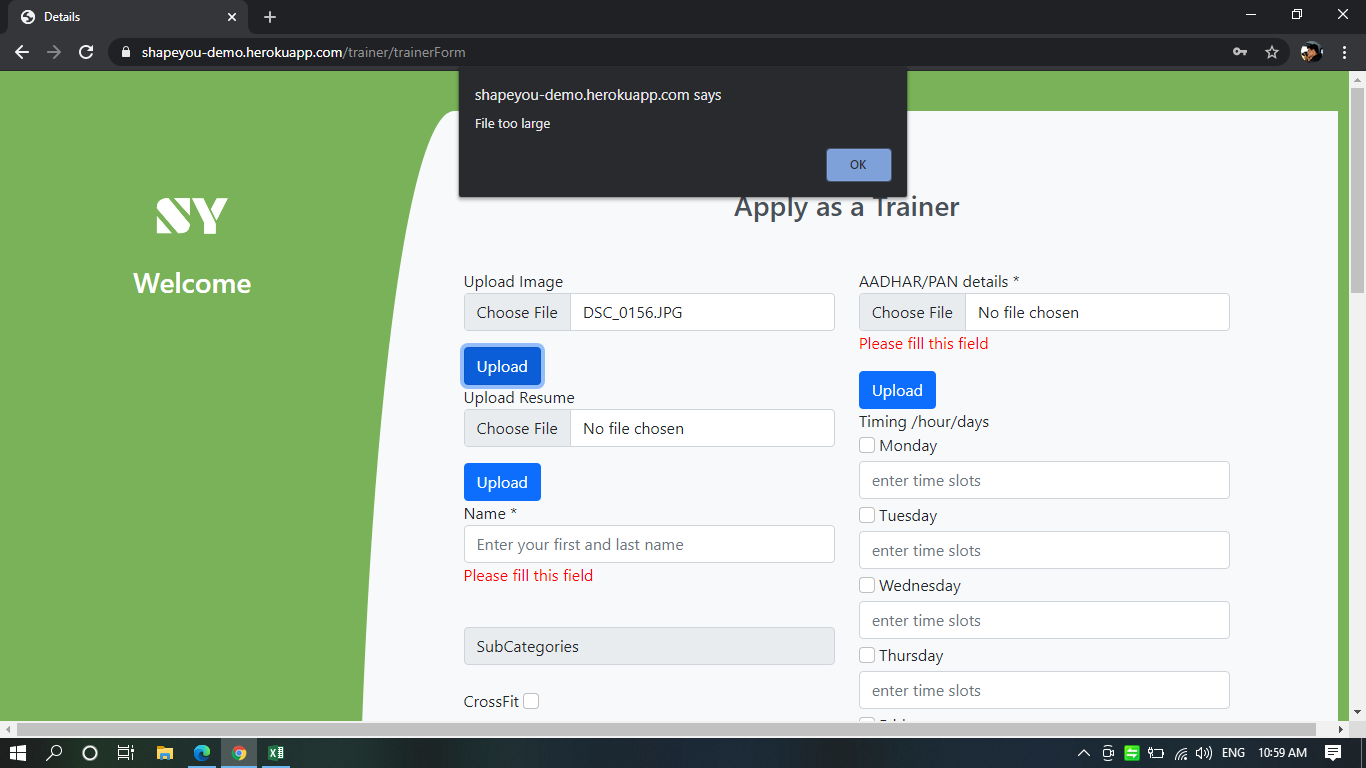 Details
shapeyou-demo.herokuapp.com/trainer/trainerForm
shapeyou-demo.herokuapp.com says
File too large
OK
SY
Welcome
Apply as a Trainer
Upload Image
Choose File DSC_0156.JPG
Upload
Upload Resume
Choose File No file chosen
Upload
Name *
Enter your first and last name
Please fill this field
SubCategories
CrossFit
AADHAR/PAN details *
Choose File No file chosen
Please fill this field
Upload
Timing /hour/days
Monday
enter time slots
Tuesday
enter time slots
Wednesday
enter time slots
Thursday
enter time slots
ENG 10:59 AM